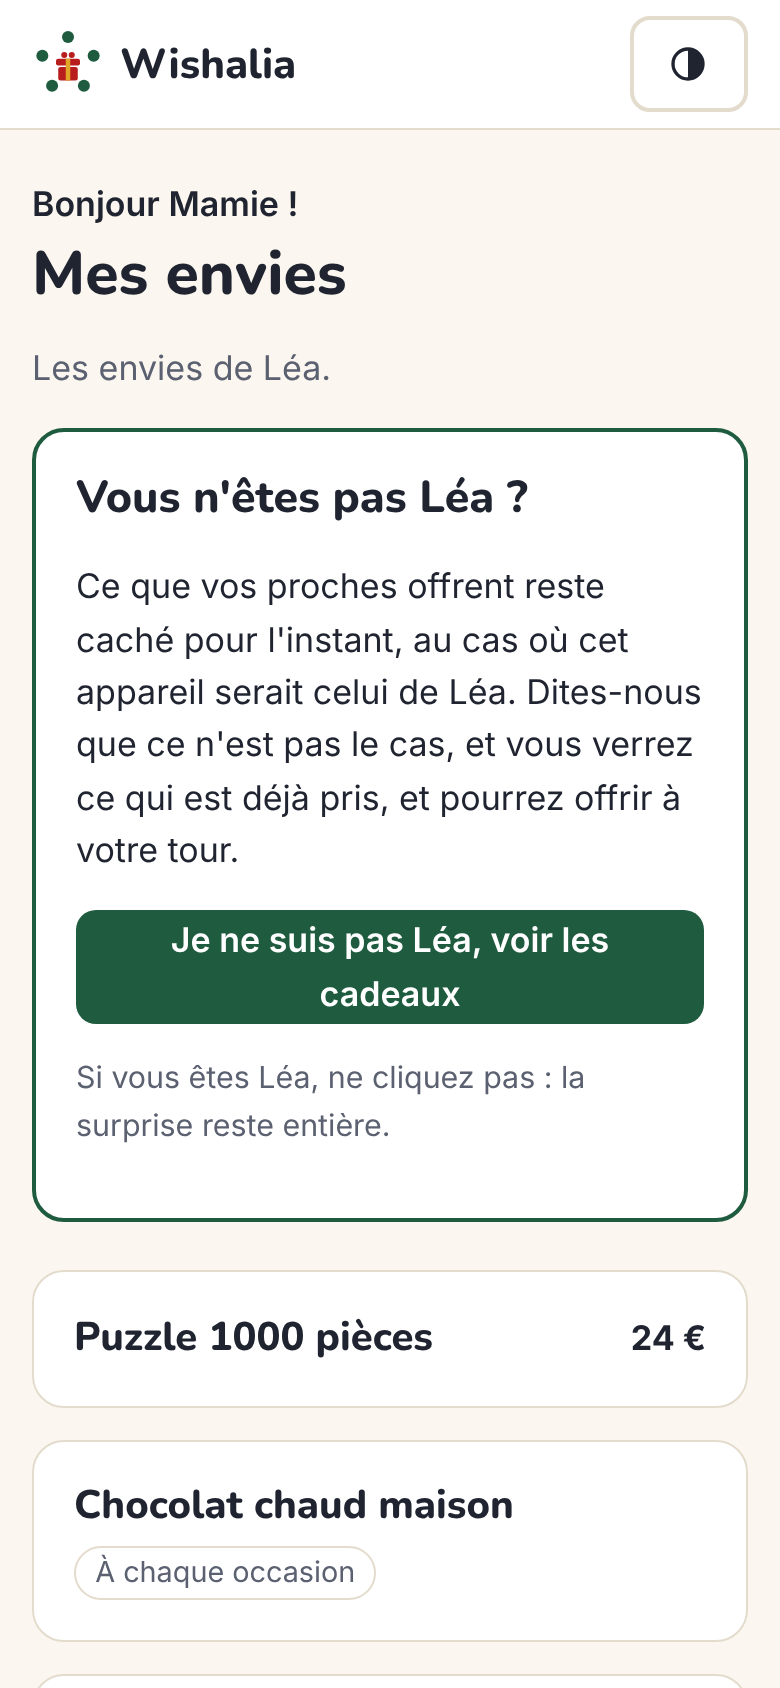 Wishalia
Bonjour Mamie !
Mes envies
Les envies de Léa.
Vous n'êtes pas Léa ?
Ce que vos proches offrent reste
caché pour l'instant, au cas où cet
appareil serait celui de Léa. Dites-nous
que ce n'est pas le cas, et vous verrez
ce qui est déjà pris, et pourrez offrir à
votre tour.
Je ne suis pas Léa, voir les
cadeaux
Si vous êtes Léa, ne cliquez pas : la
surprise reste entière.
Puzzle 1000 pièces 24 €
Chocolat chaud maison
À chaque occasion